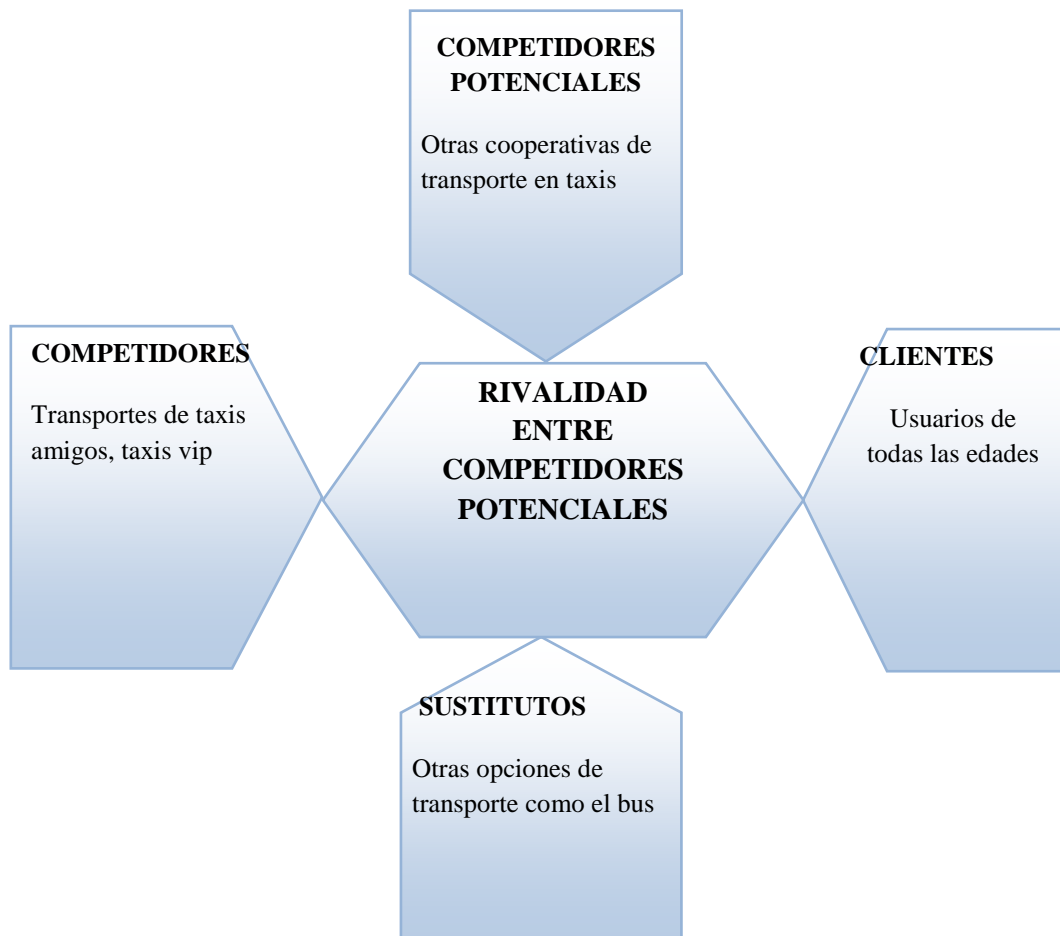 COMPETIDORES
POTENCIALES
Otras cooperativas de
transporte en taxis
COMPETIDORES
Transportes de taxis
amigos, taxis vip
RIVALIDAD
ENTRE
COMPETIDORES
POTENCIALES
CLIENTES
Usuarios de
todas las edades
SUSTITUTOS
Otras opciones de
transporte como el bus